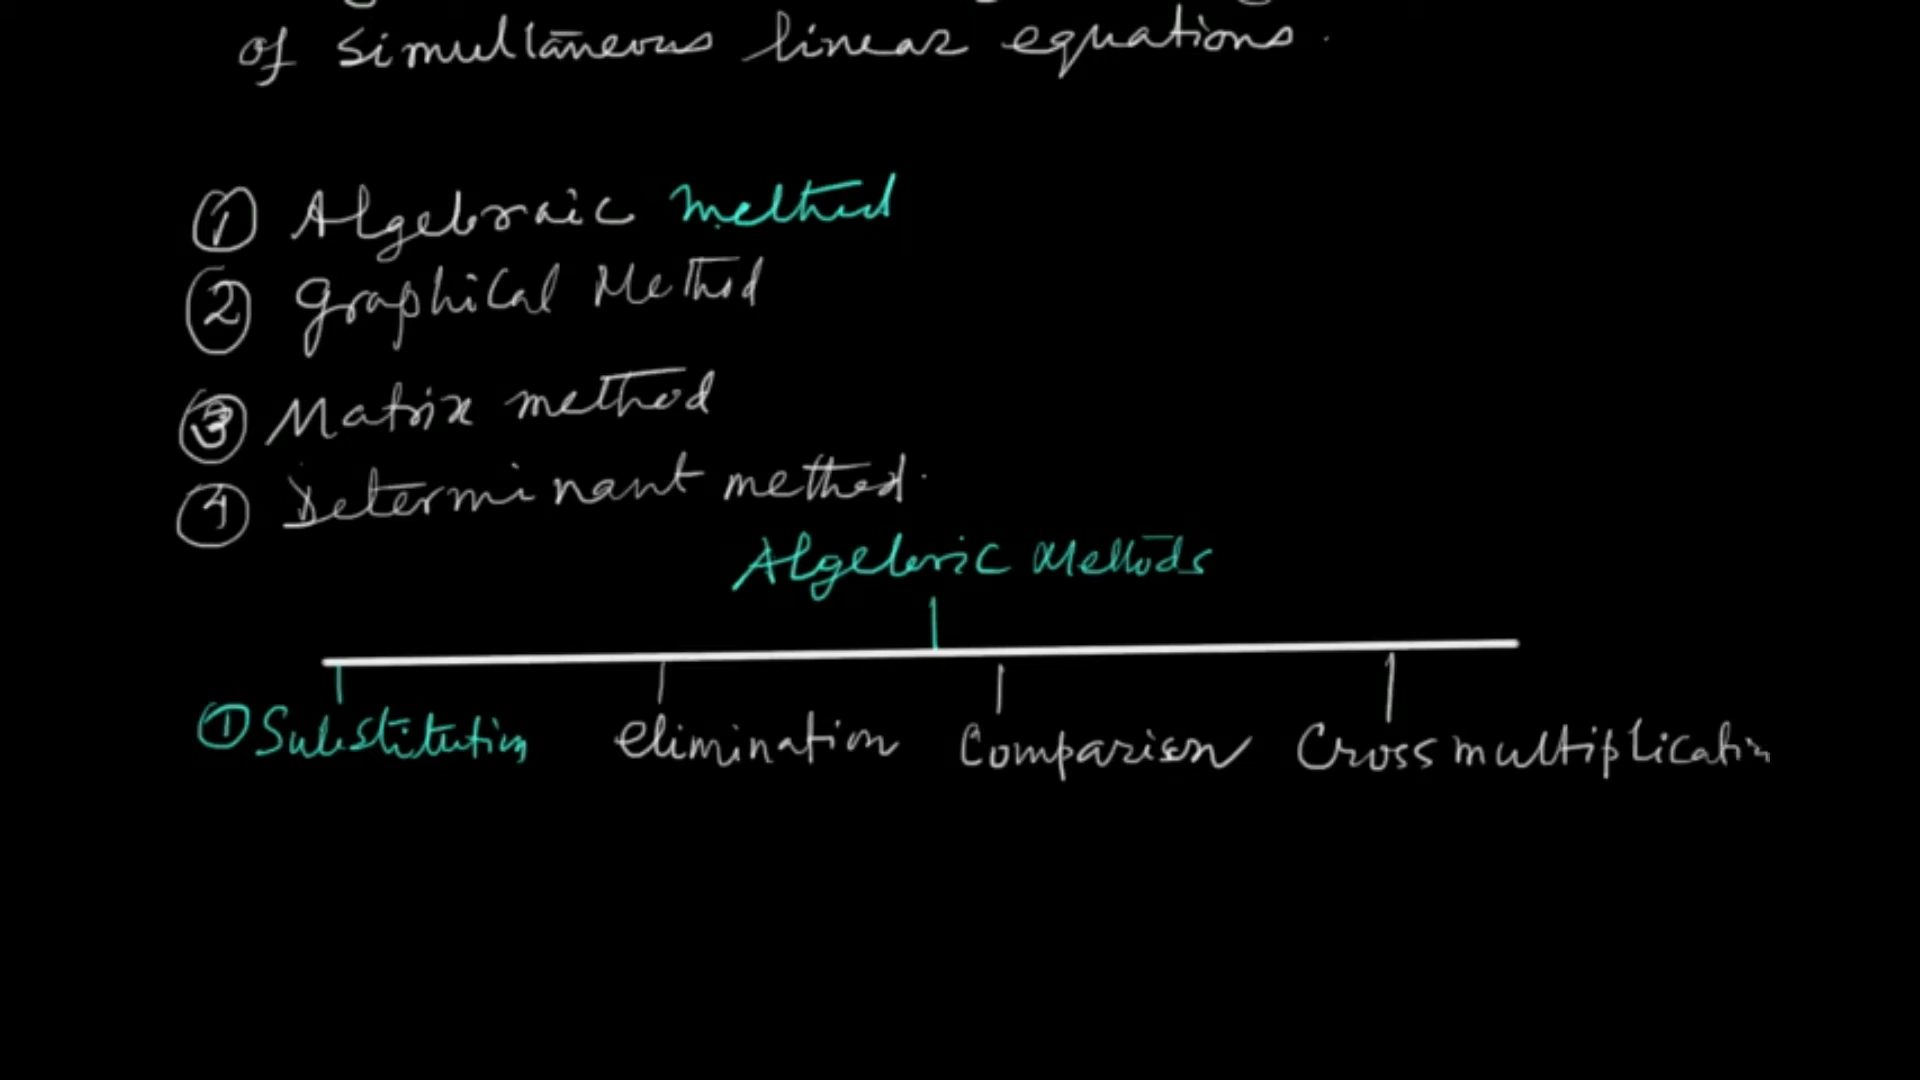 of simultaneous linear equations.
① Algebraic method
② Graphical Method
③ Matrix method
④ Determinant method.
Algebric Methods
① Substitution elimination Comparison Cross multiplication